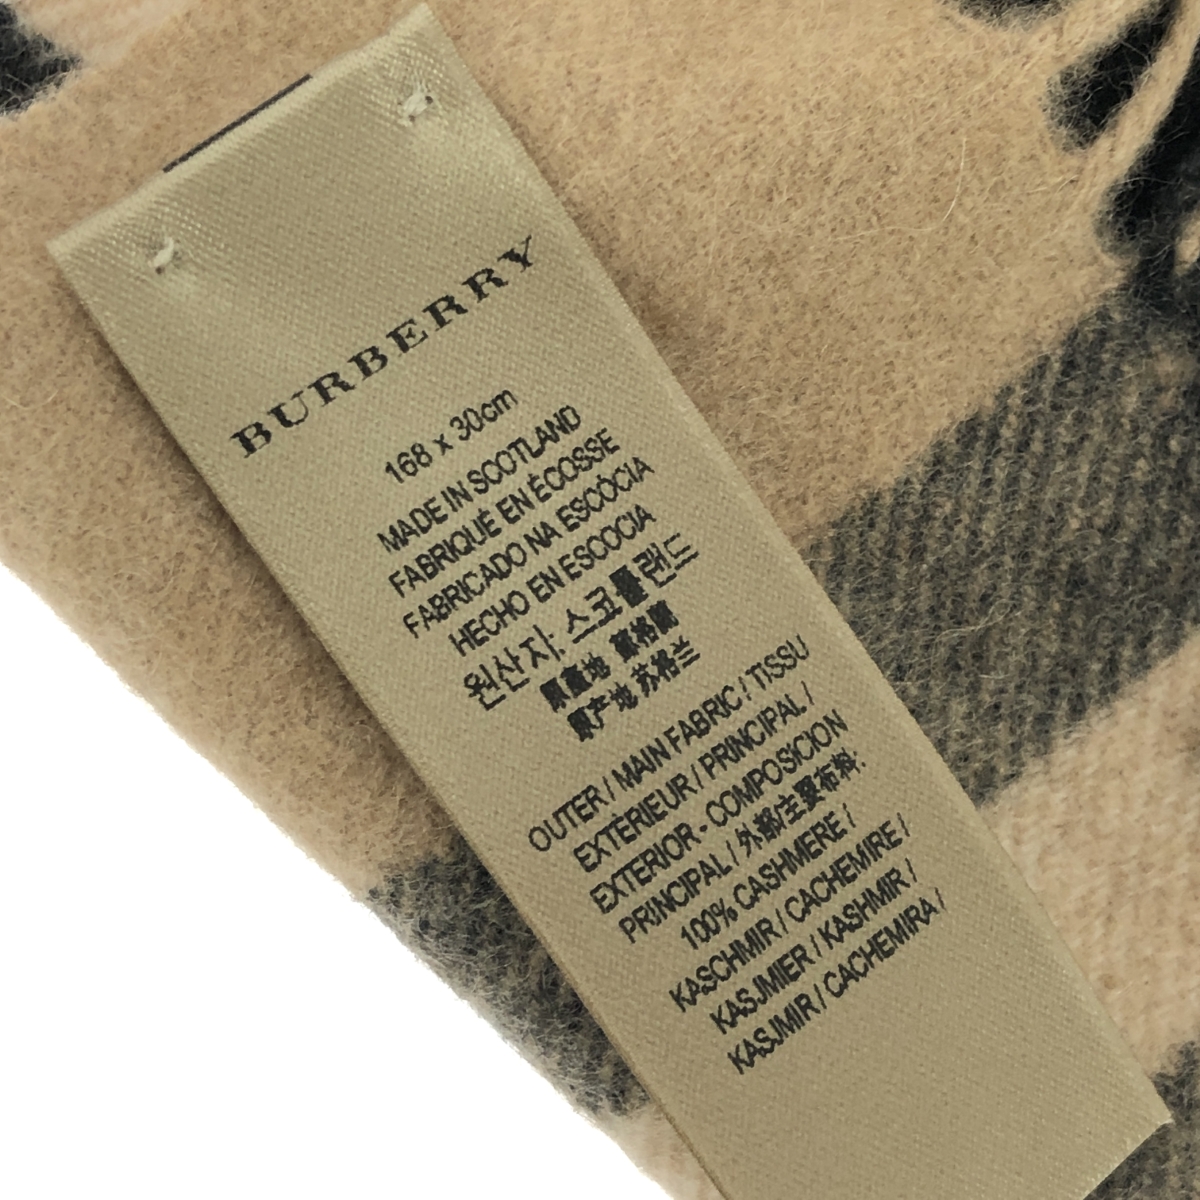 BURBERRY
168 x 30cm
MADE IN SCOTLAND
FABRIQUÉ EN ÉCOSSE
FABRICADO NA ESCÓCIA
HECHO EN ESCOCIA
원산지: 스코틀랜드
原產地 蘇格蘭
原产地 苏格兰
OUTER / MAIN FABRIC / TISSU
EXTÉRIEUR / PRINCIPAL /
EXTERIOR - COMPOSICION
PRINCIPAL / 外部/主要布料:
100% CASHMERE /
KASCHMIR / CACHEMIRE /
KASJMIER / KASHMIR /
KASJMIR / CACHEMIRA /